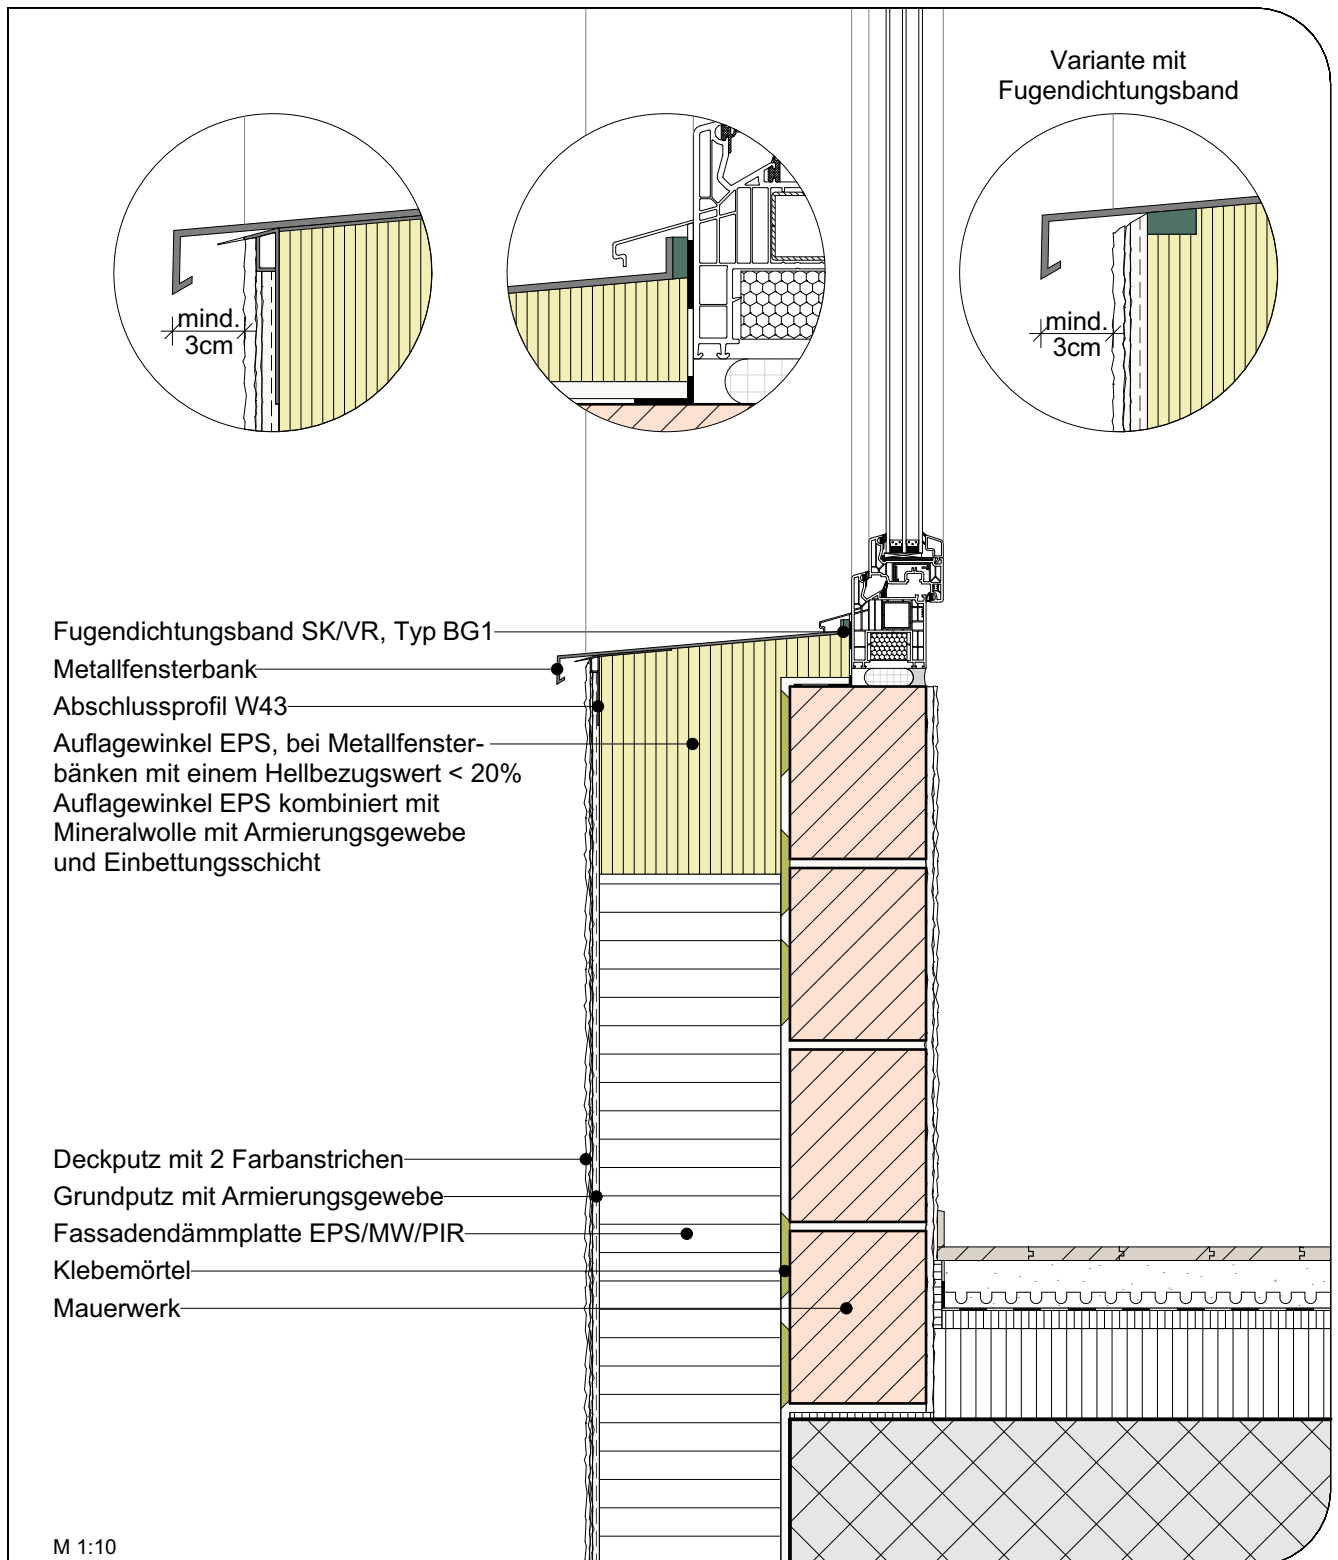 Variante mit
Fugendichtungsband
mind.
3cm
mind.
3cm
Fugendichtungsband SK/VR, Typ BG1
Metallfensterbank
Abschlussprofil W43
Auflagewinkel EPS, bei Metallfenster-
bänken mit einem Hellbezugswert < 20%
Auflagewinkel EPS kombiniert mit
Mineralwolle mit Armierungsgewebe
und Einbettungsschicht
Deckputz mit 2 Farbanstrichen
Grundputz mit Armierungsgewebe
Fassadendämmplatte EPS/MW/PIR
Klebemörtel
Mauerwerk
M 1:10